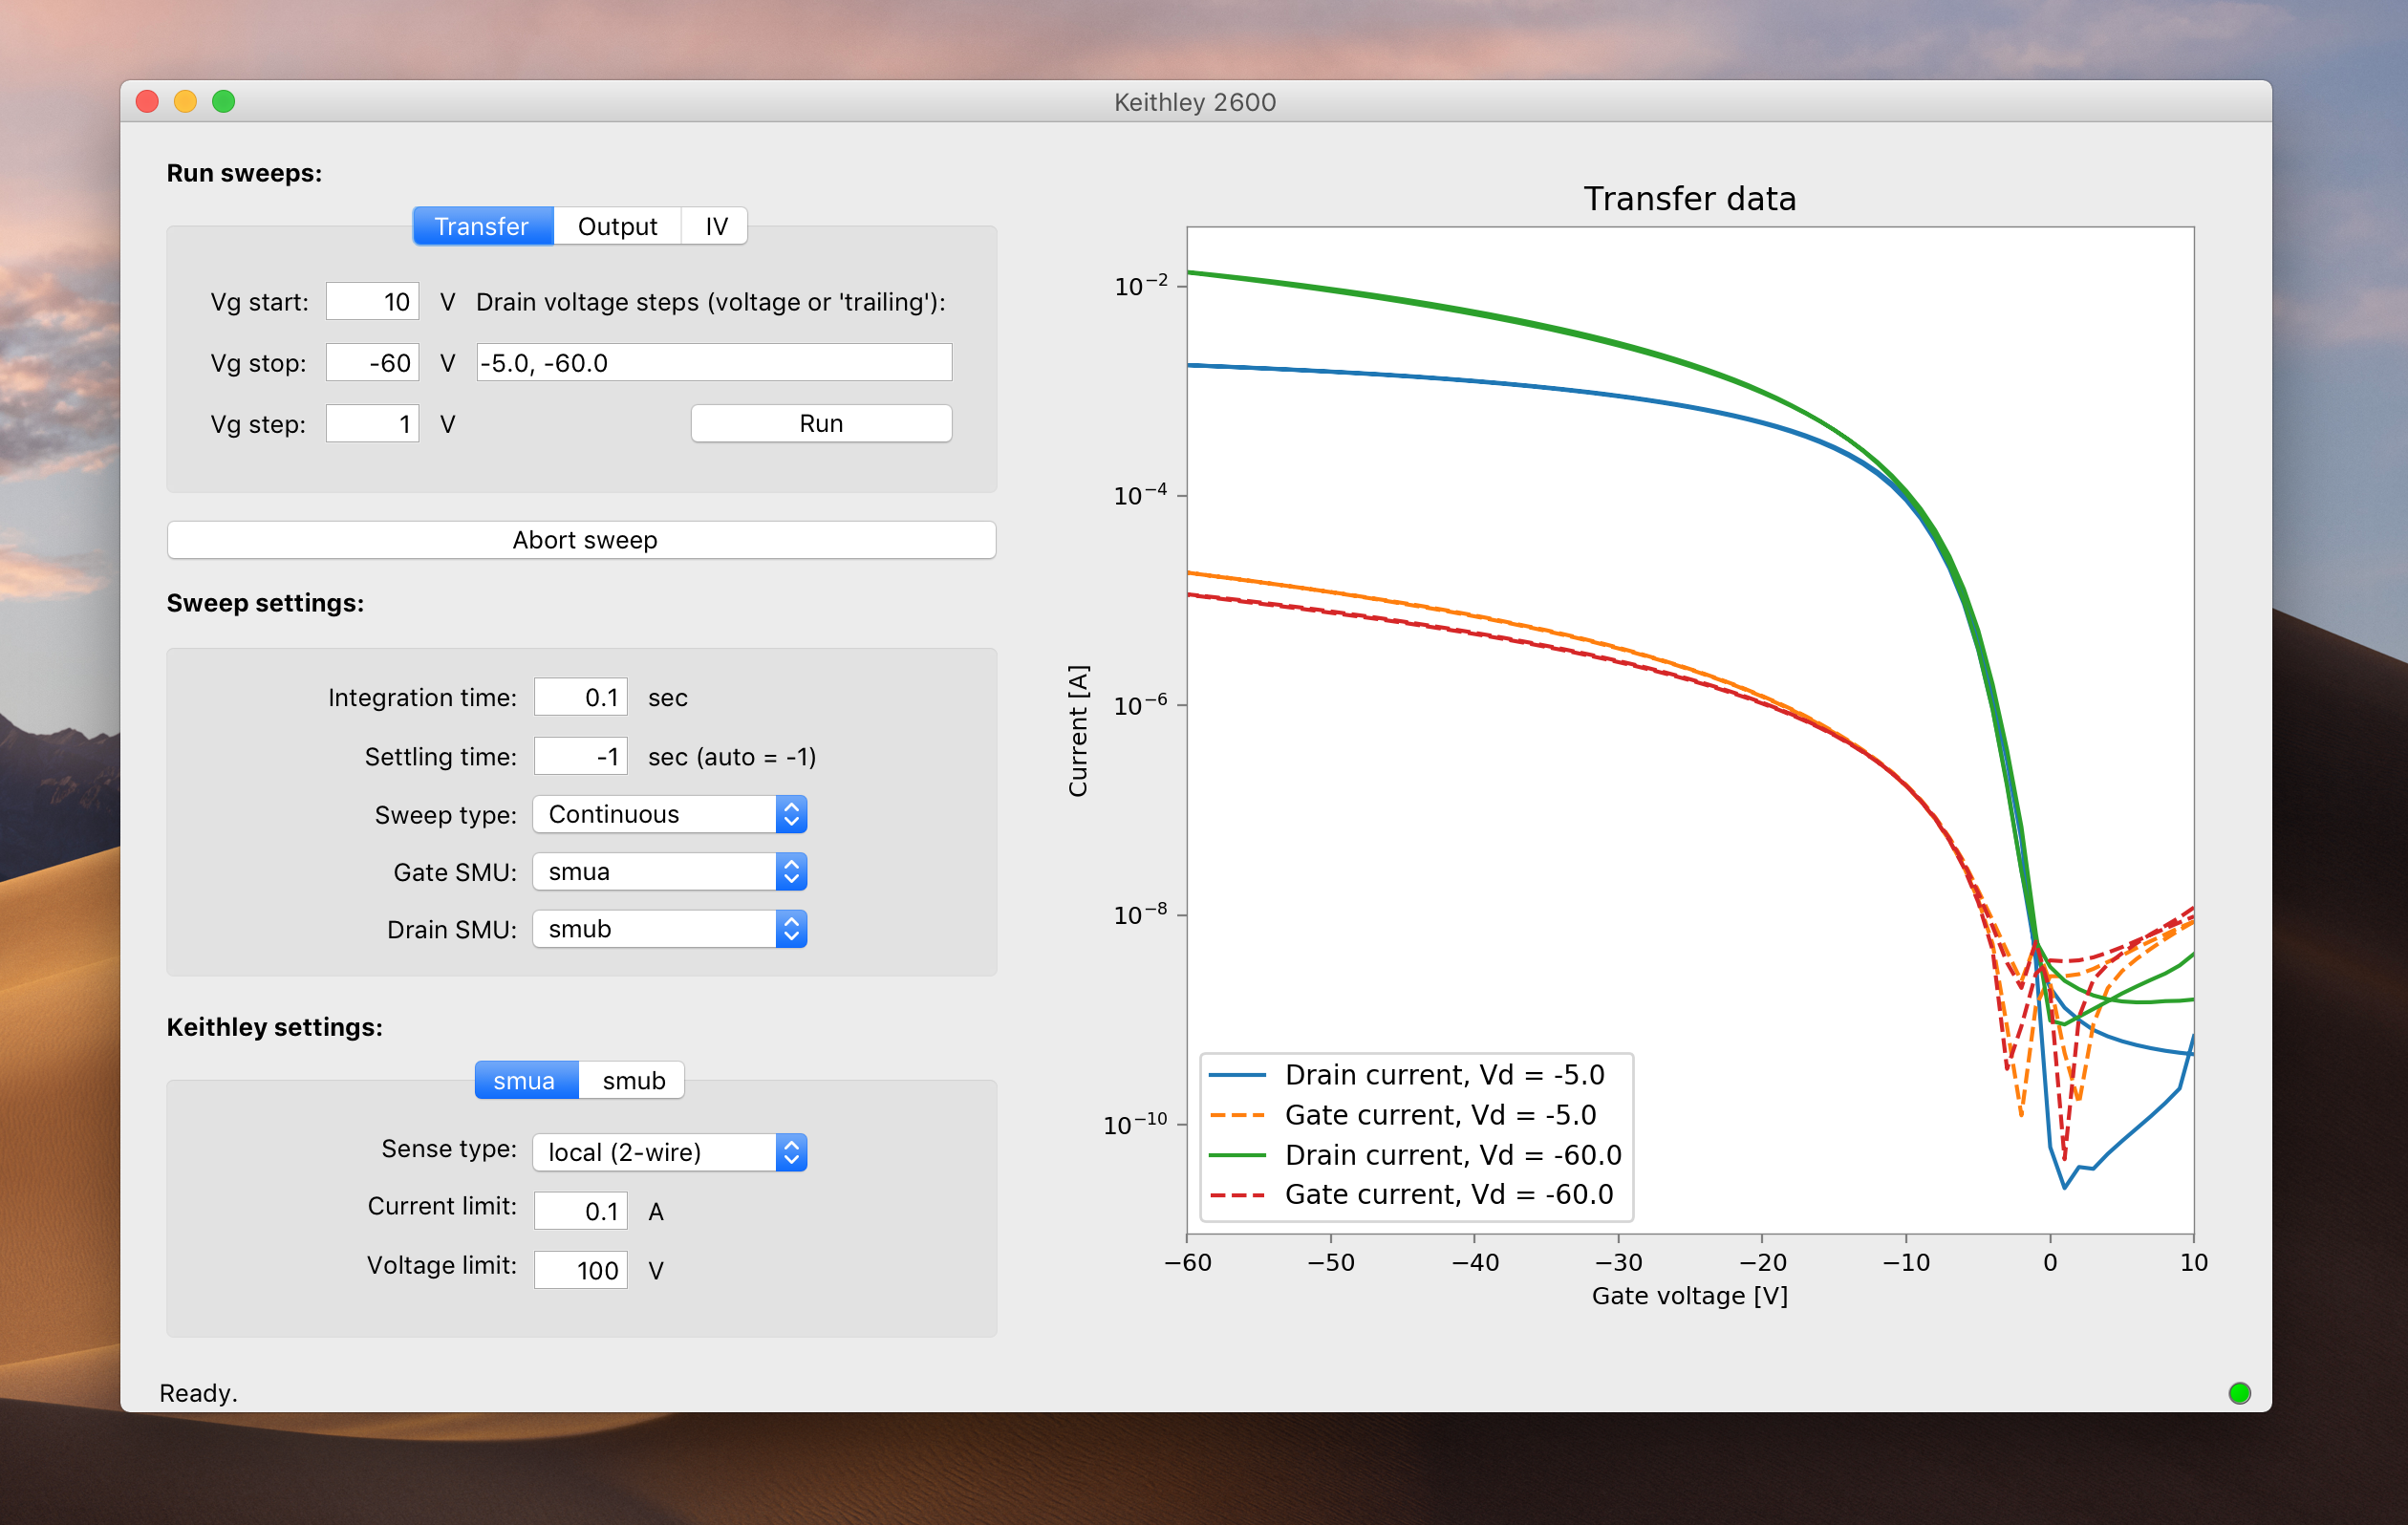 Keithley 2600
Run sweeps:
Transfer Output IV
Vg start: 10 V Drain voltage steps (voltage or 'trailing'):
Vg stop: -60 V -5.0, -60.0
Vg step: 1 V Run
Abort sweep
Sweep settings:
Integration time: 0.1 sec
Settling time: -1 sec (auto = -1)
Sweep type: Continuous
Gate SMU: smua
Drain SMU: smub
Keithley settings:
smua smub
Sense type: local (2-wire)
Current limit: 0.1 A
Voltage limit: 100 V
Ready.
Transfer data
10⁻²
10⁻⁴
10⁻⁶
10⁻⁸
10⁻¹⁰
Current [A]
Drain current, Vd = -5.0
Gate current, Vd = -5.0
Drain current, Vd = -60.0
Gate current, Vd = -60.0
−60 −50 −40 −30 −20 −10 0 10
Gate voltage [V]